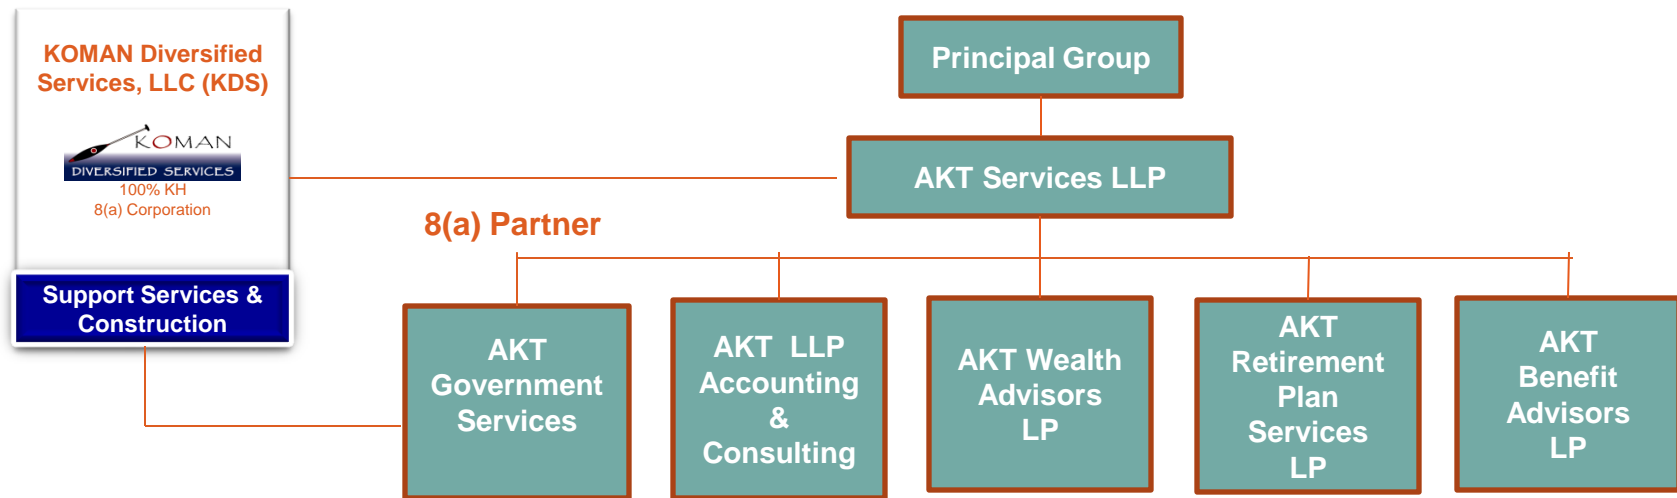 KOMAN Diversified
Services, LLC (KDS)
KOMAN
DIVERSIFIED SERVICES
100% KH
8(a) Corporation
Support Services &
Construction
Principal Group
AKT Services LLP
8(a) Partner
AKT
Government
Services
AKT LLP
Accounting
&
Consulting
AKT Wealth
Advisors
LP
AKT
Retirement
Plan
Services
LP
AKT
Benefit
Advisors
LP